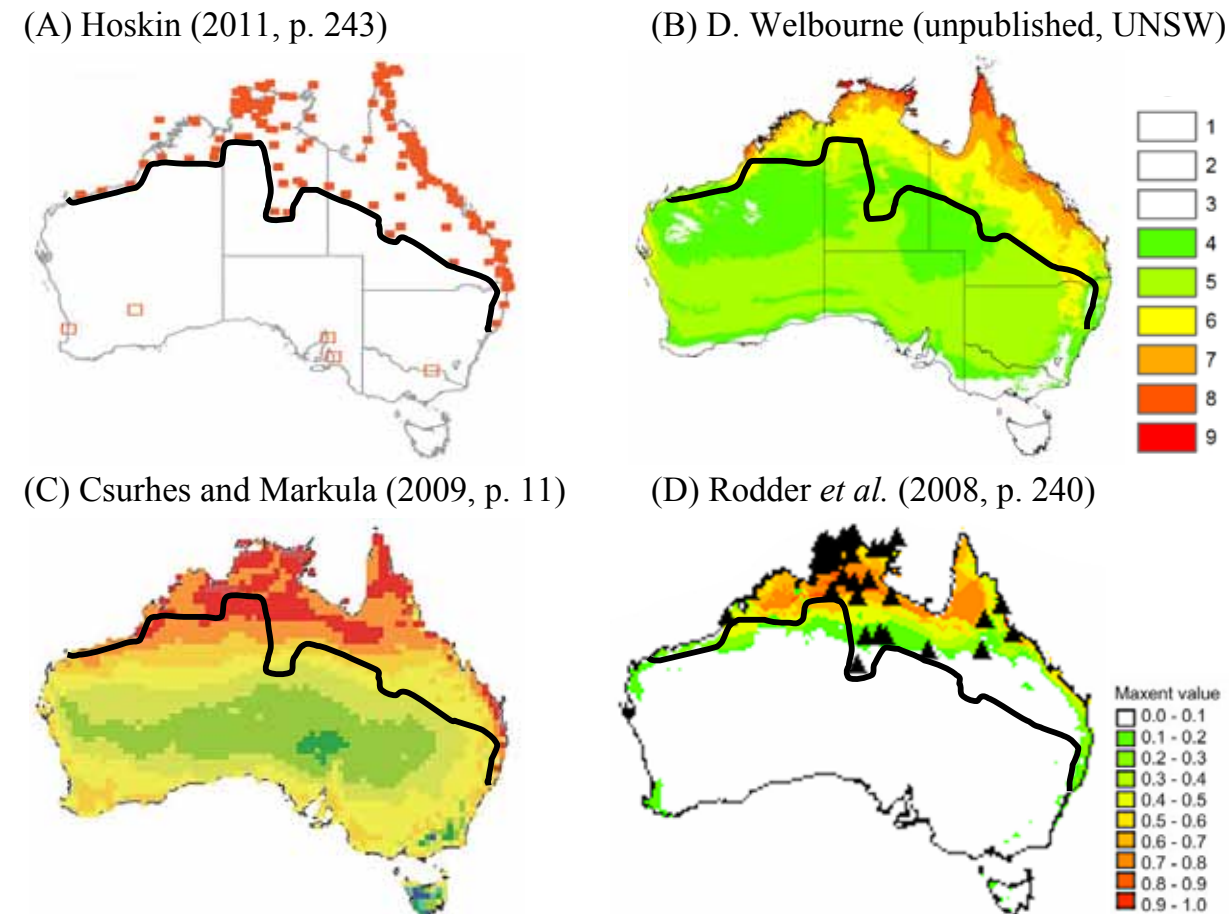 (A) Hoskin (2011, p. 243)
(B) D. Welbourne (unpublished, UNSW)
1
2
3
4
5
6
7
8
9
(C) Csurhes and Markula (2009, p. 11)
(D) Rodder et al. (2008, p. 240)
Maxent value
0.0 - 0.1
0.1 - 0.2
0.2 - 0.3
0.3 - 0.4
0.4 - 0.5
0.5 - 0.6
0.6 - 0.7
0.7 - 0.8
0.8 - 0.9
0.9 - 1.0